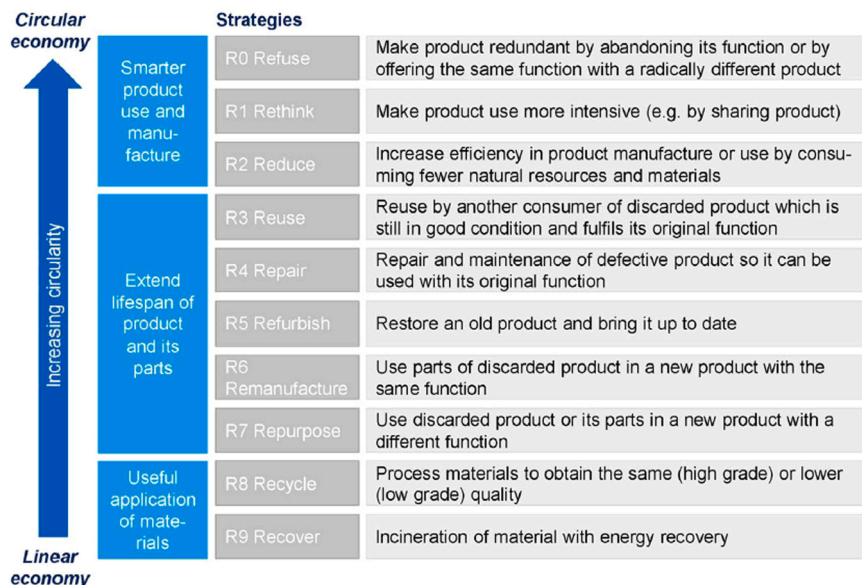 Circular
economy
Strategies
Increasing circularity
Linear
economy
Smarter
product
use and
manu-
facture
R0 Refuse
Make product redundant by abandoning its function or by
offering the same function with a radically different product
R1 Rethink
Make product use more intensive (e.g. by sharing product)
R2 Reduce
Increase efficiency in product manufacture or use by consu-
ming fewer natural resources and materials
Extend
lifespan of
product
and its
parts
R3 Reuse
Reuse by another consumer of discarded product which is
still in good condition and fulfils its original function
R4 Repair
Repair and maintenance of defective product so it can be
used with its original function
R5 Refurbish
Restore an old product and bring it up to date
R6
Remanufacture
Use parts of discarded product in a new product with the
same function
R7 Repurpose
Use discarded product or its parts in a new product with a
different function
Useful
application
of mate-
rials
R8 Recycle
Process materials to obtain the same (high grade) or lower
(low grade) quality
R9 Recover
Incineration of material with energy recovery